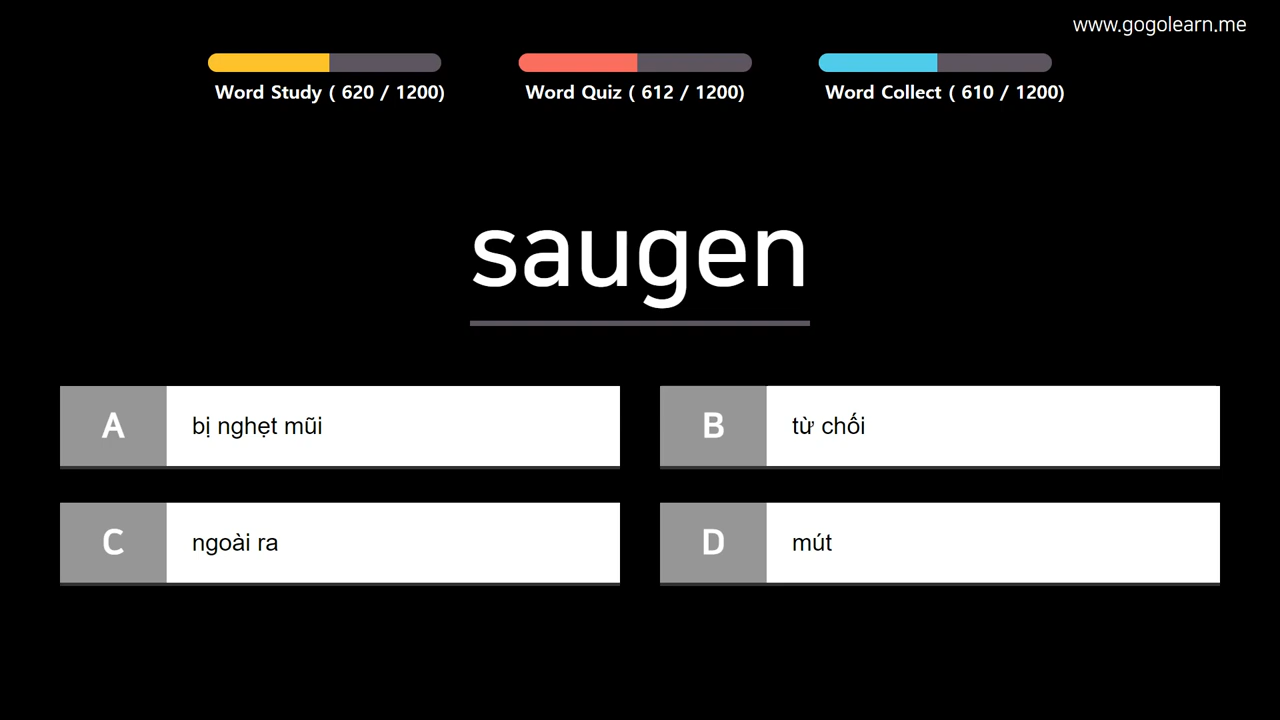 www.gogolearn.me
Word Study ( 620 / 1200)
Word Quiz ( 612 / 1200)
Word Collect ( 610 / 1200)
saugen
A bị nghẹt mũi
B từ chối
C ngoài ra
D mút